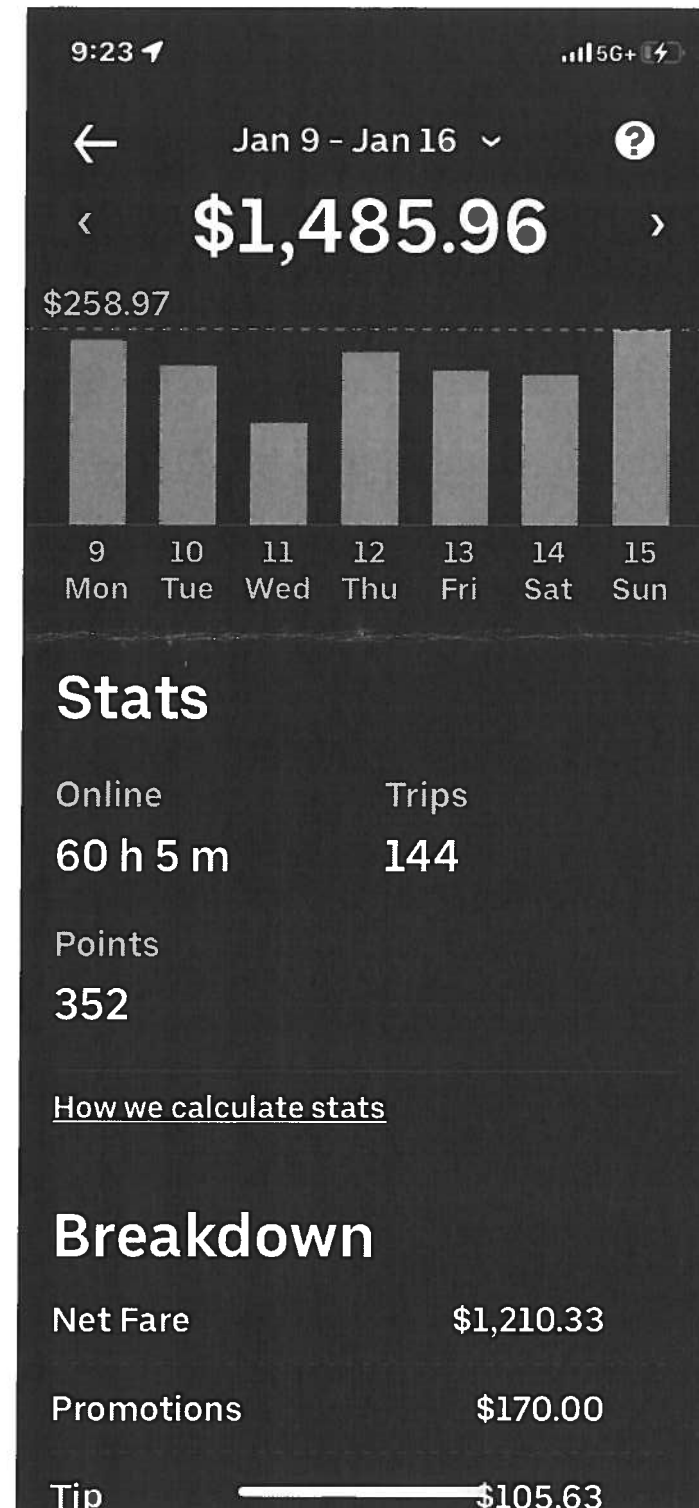 9:23
5G+
Jan 9 - Jan 16
?
$1,485.96
$258.97
9 10 11 12 13 14 15
Mon Tue Wed Thu Fri Sat Sun
Stats
Online Trips
60 h 5 m 144
Points
352
How we calculate stats
Breakdown
Net Fare $1,210.33
Promotions $170.00
Tip $105.63